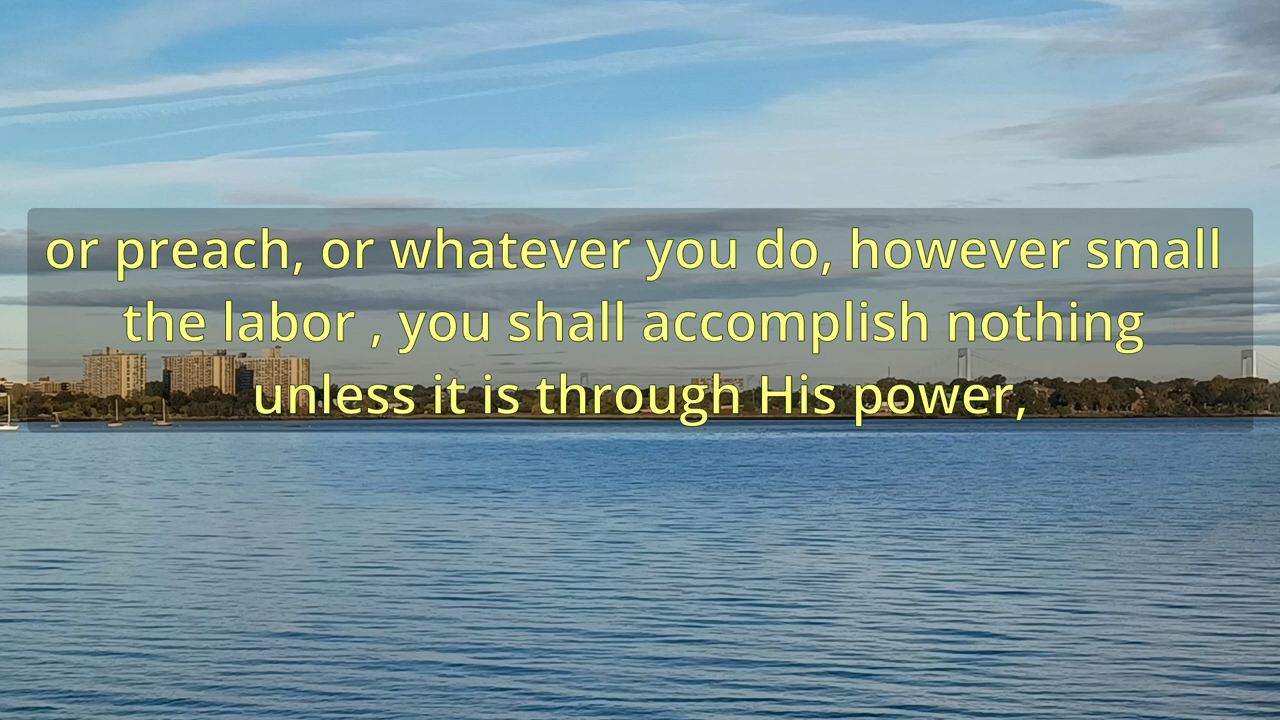 or preach, or whatever you do, however small
the labor , you shall accomplish nothing
unless it is through His power,